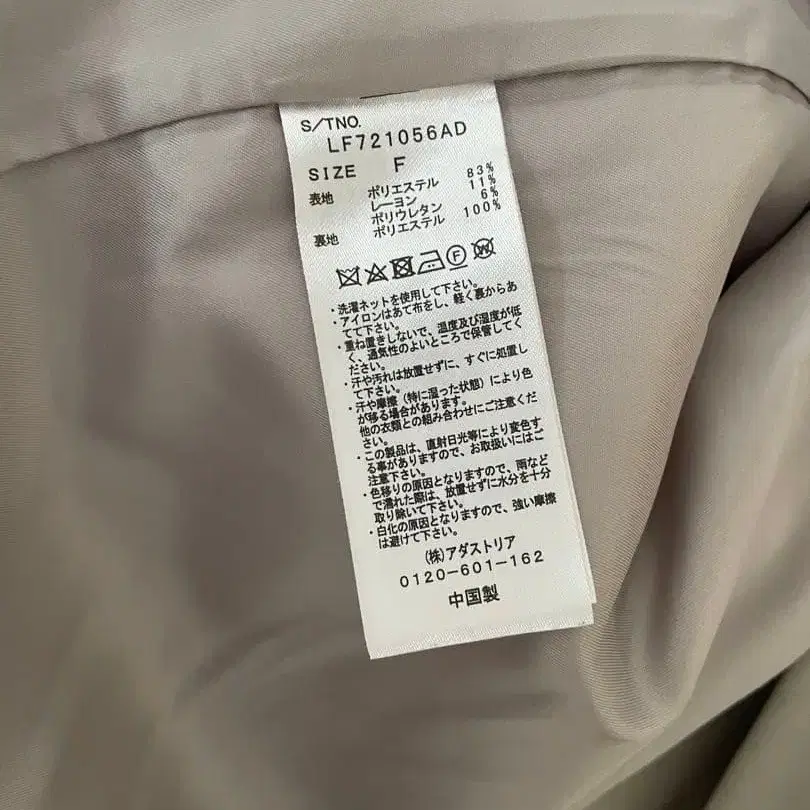 S/TNO.
LF721056AD
SIZE F
表地 ポリエステル 83%
レーヨン 11%
ポリウレタン 6%
裏地 ポリエステル 100%
F W
・洗濯ネットを使用して下さい。
・アイロンはあて布をし、軽く裏からあ
てて下さい。
・重ね置きしないで、温度及び湿度が低
く、通気性のよいところで保管してく
ださい。
・汗や汚れは放置せずに、すぐに処置し
て下さい。
・汗や摩擦（特に湿った状態）により色
が移る場合があります。
他の衣類との組み合わせにご注意くだ
さい。
・この製品は、直射日光等により変色す
る事がありますので、お取扱いにはご
注意下さい。
・色移りの原因となりますので、雨など
で濡れた際は、放置せずに水分を十分
取り除いて下さい。
・白化の原因となりますので、強い摩擦
は避けて下さい。
(株)アダストリア
0120-601-162
中国製